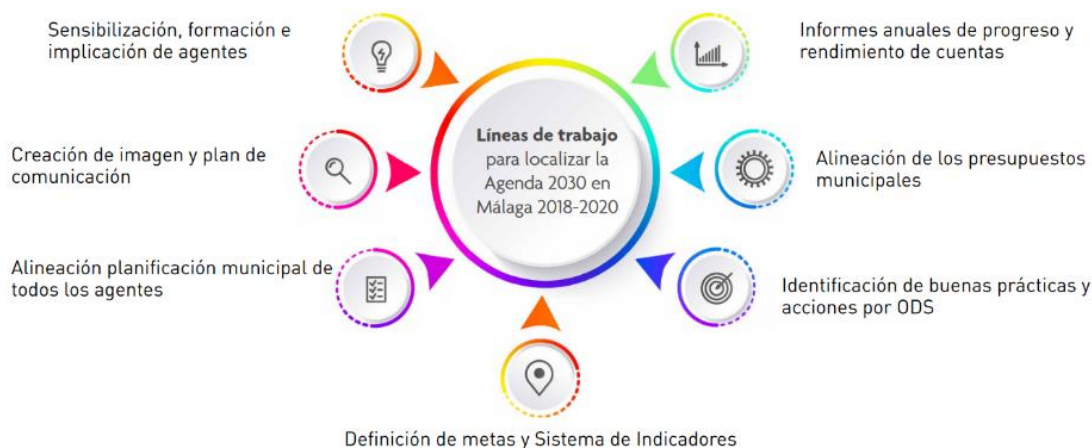 Sensibilización, formación e
implicación de agentes
Informes anuales de progreso y
rendimiento de cuentas
Líneas de trabajo
para localizar la
Agenda 2030 en
Málaga 2018-2020
Creación de imagen y plan de
comunicación
Alineación de los presupuestos
municipales
Alineación planificación municipal de
todos los agentes
Identificación de buenas prácticas y
acciones por ODS
Definición de metas y Sistema de Indicadores